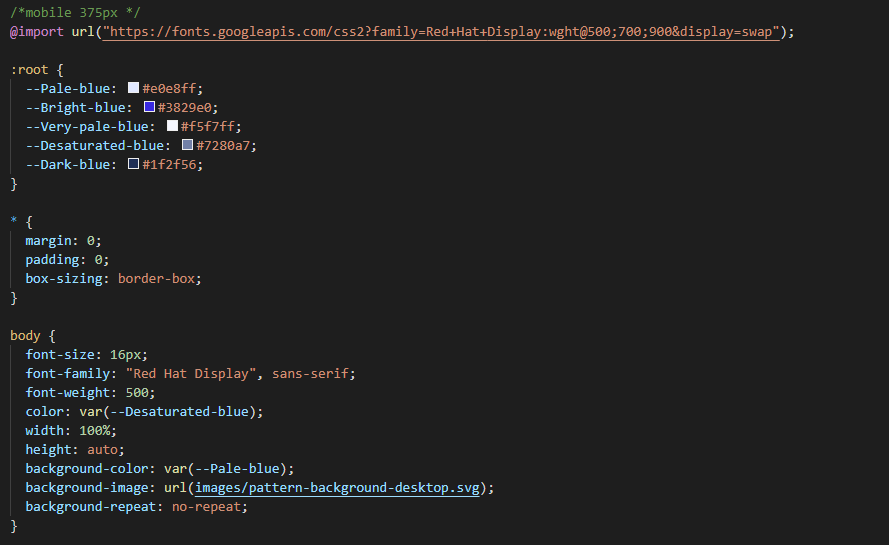 /*mobile 375px */
@import url("https://fonts.googleapis.com/css2?family=Red+Hat+Display:wght@500;700;900&display=swap");
:root {
--Pale-blue: #e0e8ff;
--Bright-blue: #3829e0;
--Very-pale-blue: #f5f7ff;
--Desaturated-blue: #7280a7;
--Dark-blue: #1f2f56;
}
* {
margin: 0;
padding: 0;
box-sizing: border-box;
}
body {
font-size: 16px;
font-family: "Red Hat Display", sans-serif;
font-weight: 500;
color: var(--Desaturated-blue);
width: 100%;
height: auto;
background-color: var(--Pale-blue);
background-image: url(images/pattern-background-desktop.svg);
background-repeat: no-repeat;
}